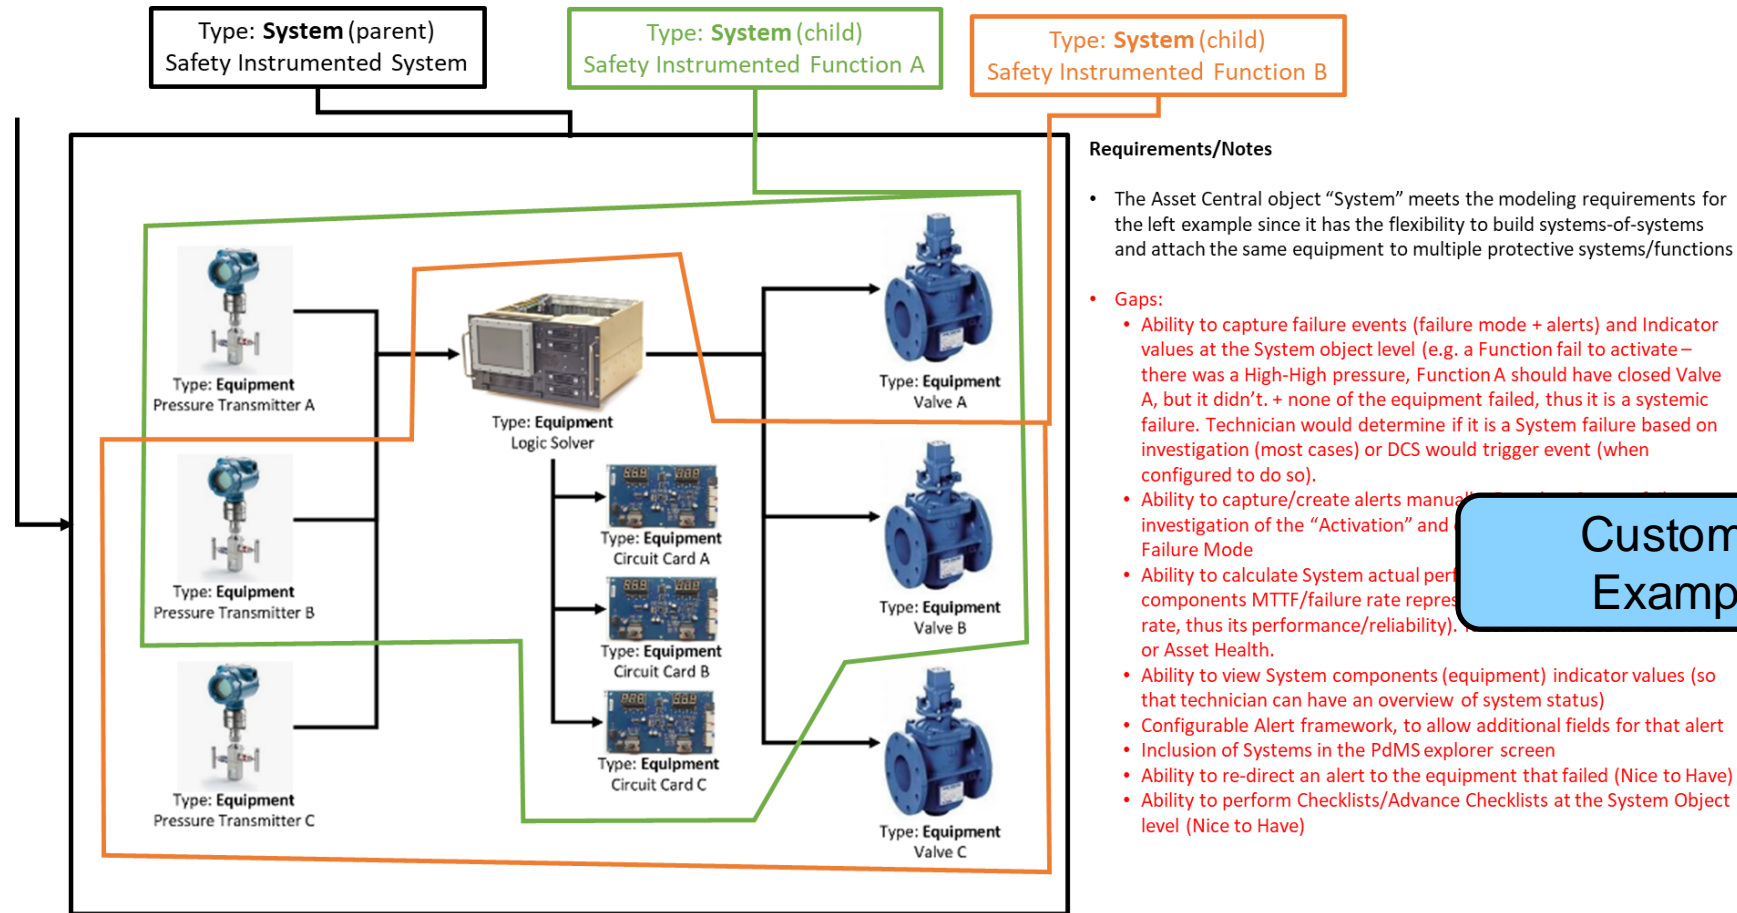 Type: System (parent)
Safety Instrumented System
Type: System (child)
Safety Instrumented Function A
Type: System (child)
Safety Instrumented Function B
Type: Equipment
Pressure Transmitter A
Type: Equipment
Pressure Transmitter B
Type: Equipment
Pressure Transmitter C
Type: Equipment
Logic Solver
Type: Equipment
Circuit Card A
Type: Equipment
Circuit Card B
Type: Equipment
Circuit Card C
Type: Equipment
Valve A
Type: Equipment
Valve B
Type: Equipment
Valve C
Requirements/Notes
• The Asset Central object “System” meets the modeling requirements for
the left example since it has the flexibility to build systems-of-systems
and attach the same equipment to multiple protective systems/functions
• Gaps:
• Ability to capture failure events (failure mode + alerts) and Indicator
values at the System object level (e.g. a Function fail to activate –
there was a High-High pressure, Function A should have closed Valve
A, but it didn’t. + none of the equipment failed, thus it is a systemic
failure. Technician would determine if it is a System failure based on
investigation (most cases) or DCS would trigger event (when
configured to do so).
• Ability to capture/create alerts
investigation of the “Activation” and
Failure Mode
• Ability to calculate System actual
components MTTF/failure rate
rate, thus its performance/reliability).
or Asset Health.
• Ability to view System components (equipment) indicator values (so
that technician can have an overview of system status)
• Configurable Alert framework, to allow additional fields for that alert
• Inclusion of Systems in the PdMS explorer screen
• Ability to re-direct an alert to the equipment that failed (Nice to Have)
• Ability to perform Checklists/Advance Checklists at the System Object
level (Nice to Have)
Custom
Examp